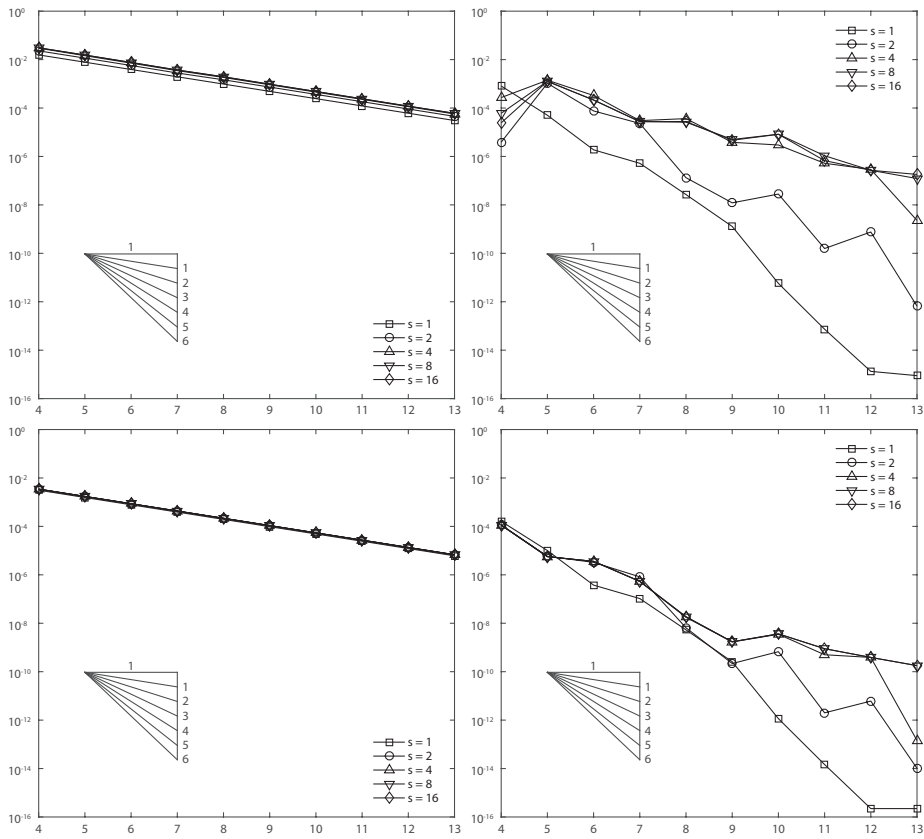 10^0
10^-2
10^-4
10^-6
10^-8
10^-10
10^-12
10^-14
10^-16
4 5 6 7 8 9 10 11 12 13
1
1
2
3
4
5
6
s = 1
s = 2
s = 4
s = 8
s = 16
10^0
10^-2
10^-4
10^-6
10^-8
10^-10
10^-12
10^-14
10^-16
4 5 6 7 8 9 10 11 12 13
s = 1
s = 2
s = 4
s = 8
s = 16
1
1
2
3
4
5
6
10^0
10^-2
10^-4
10^-6
10^-8
10^-10
10^-12
10^-14
10^-16
4 5 6 7 8 9 10 11 12 13
1
1
2
3
4
5
6
s = 1
s = 2
s = 4
s = 8
s = 16
10^0
10^-2
10^-4
10^-6
10^-8
10^-10
10^-12
10^-14
10^-16
4 5 6 7 8 9 10 11 12 13
s = 1
s = 2
s = 4
s = 8
s = 16
1
1
2
3
4
5
6